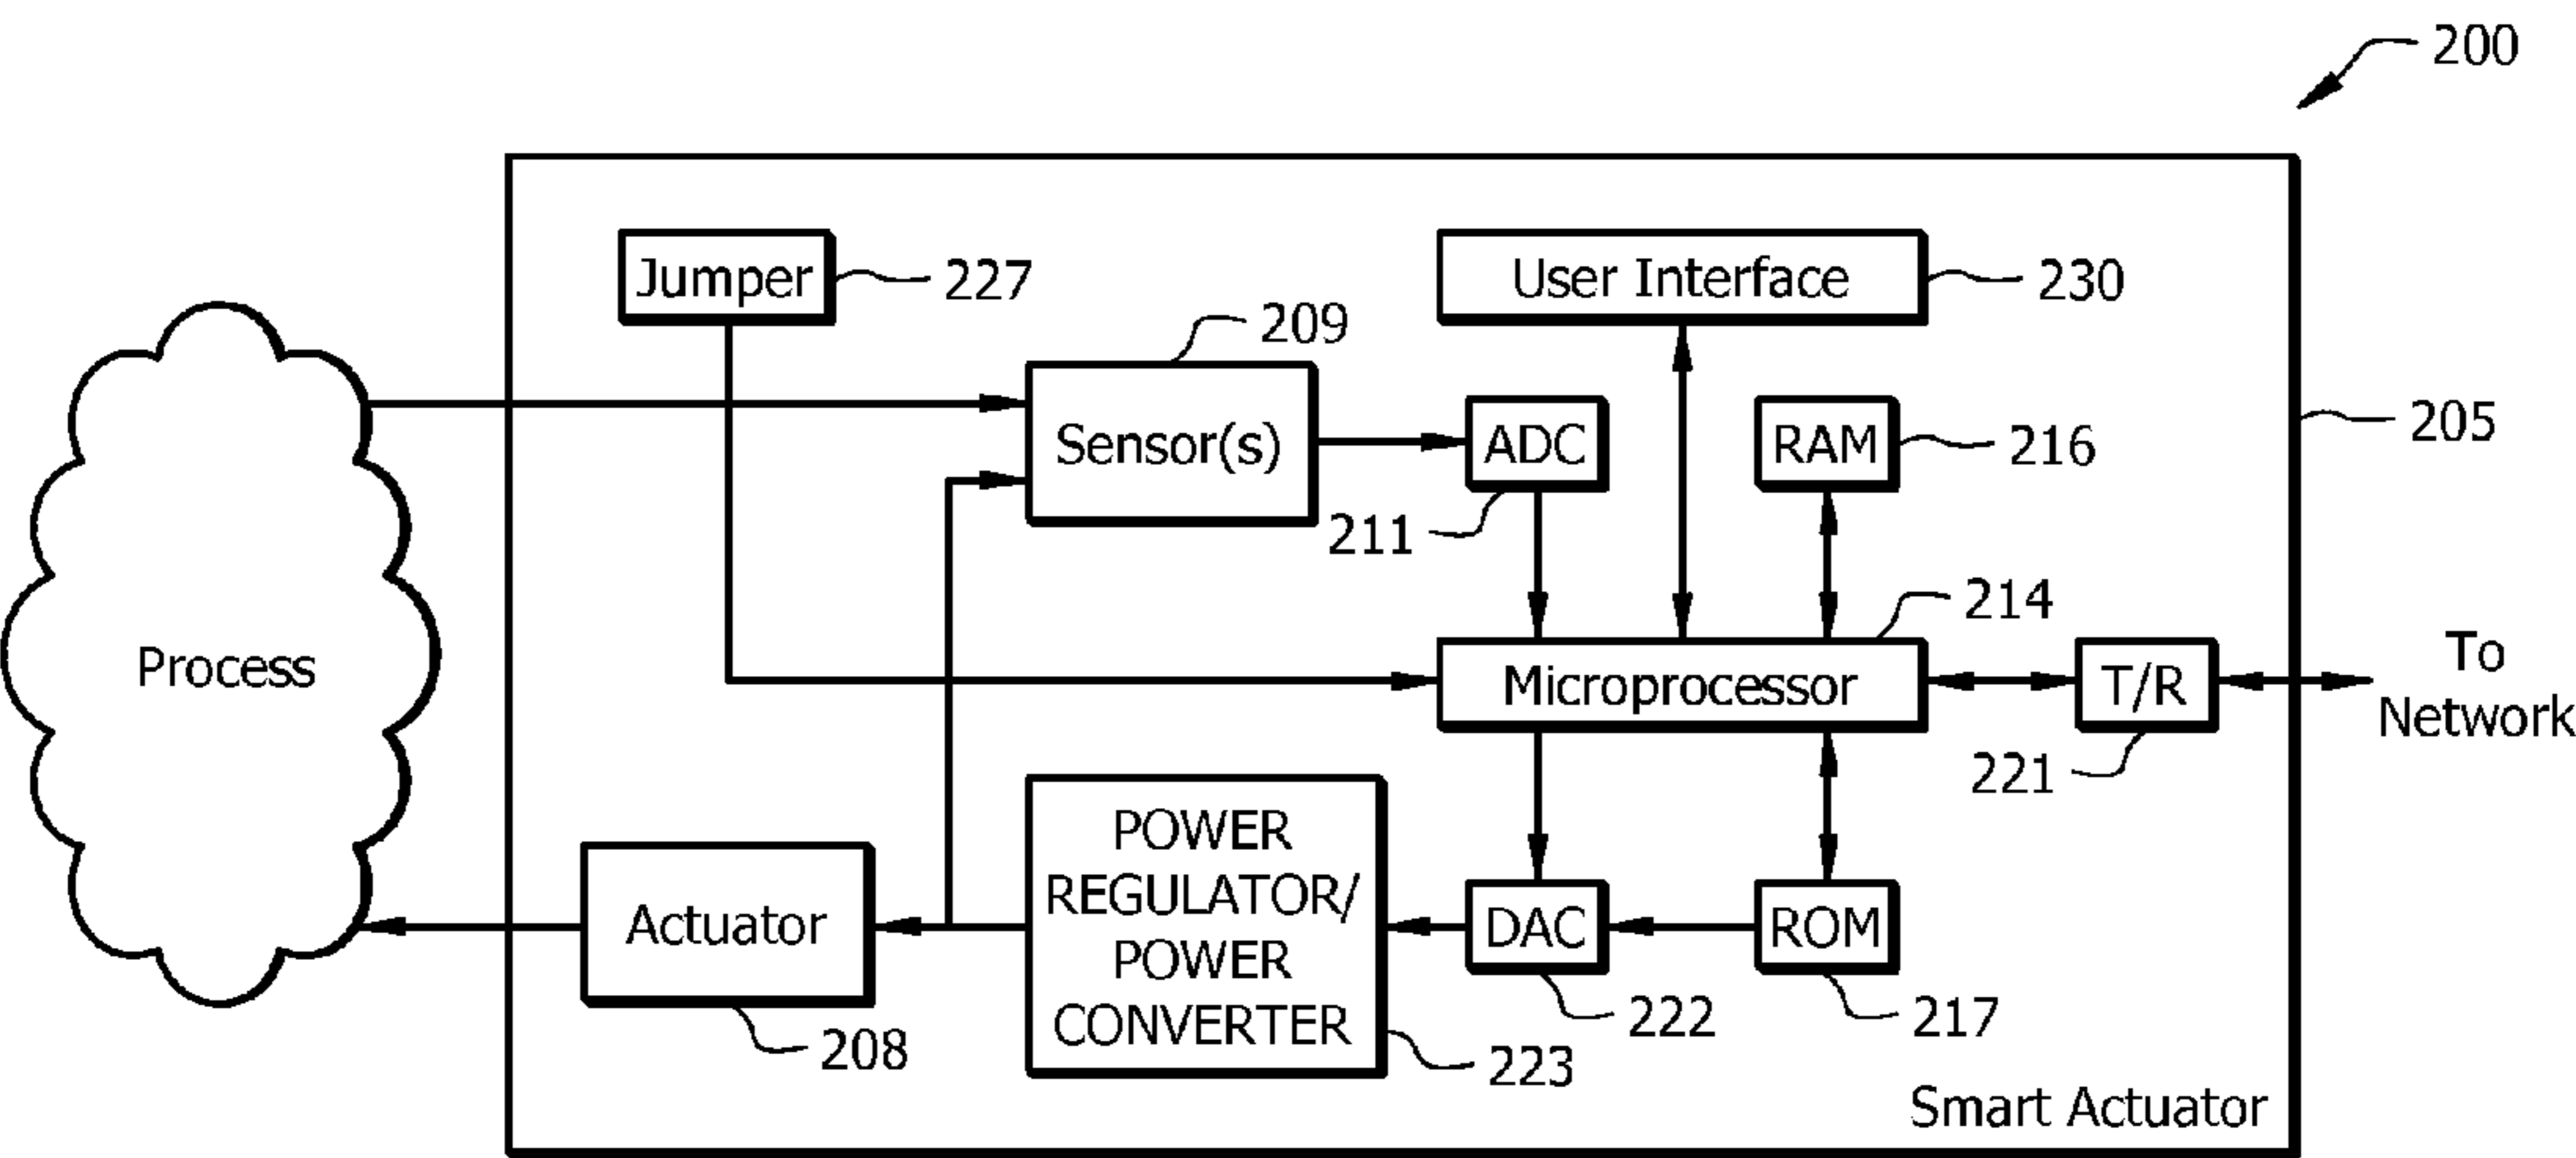 200
Jumper
227
User Interface
230
209
Sensor(s)
ADC
RAM
216
205
211
214
Process
Microprocessor
T/R
To
Network
221
POWER
REGULATOR/
POWER
CONVERTER
Actuator
DAC
ROM
208
223
222
217
Smart Actuator